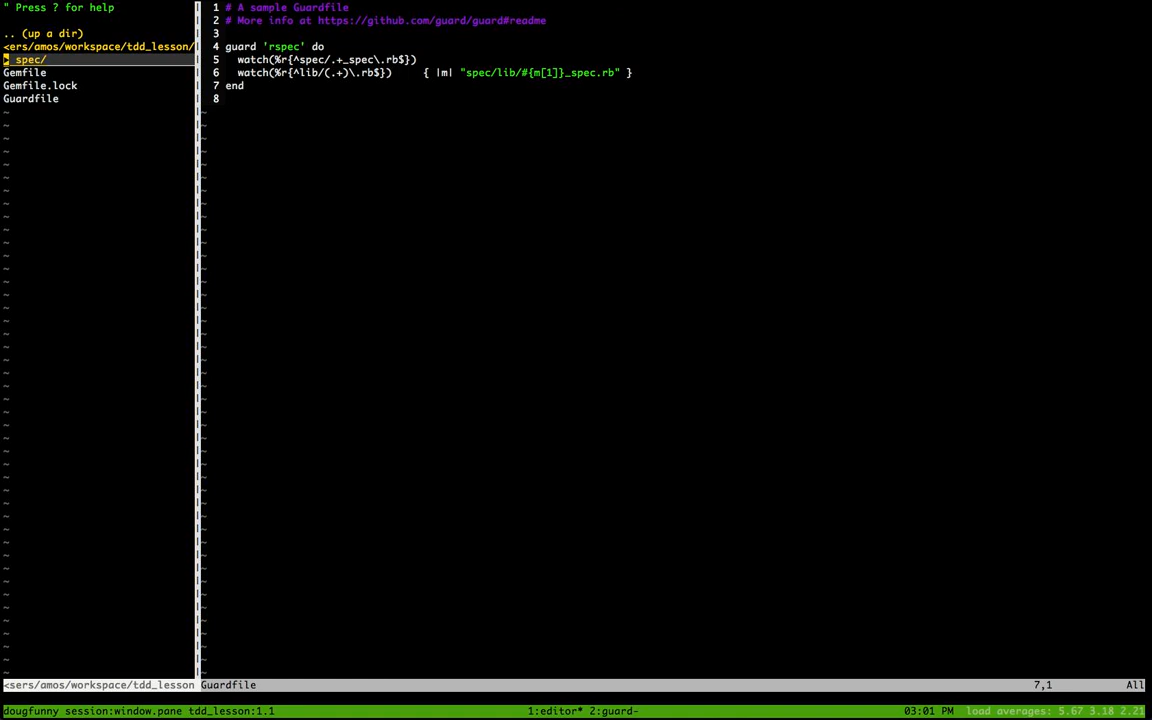 " Press ? for help
.. (up a dir)
<ers/amos/workspace/tdd_lesson/
▸ spec/
Gemfile
Gemfile.lock
Guardfile
1 # A sample Guardfile
2 # More info at https://github.com/guard/guard#readme
3
4 guard 'rspec' do
5   watch(%r{^spec/.+_spec\.rb$})
6   watch(%r{^lib/(.+)\.rb$})     { |m| "spec/lib/#{m[1]}_spec.rb" }
7 end
8
<sers/amos/workspace/tdd_lesson Guardfile 7,1 All
dougfunny session:window.pane tdd_lesson:1.1 1:editor* 2:guard- 03:01 PM load averages: 5.67 3.18 2.21